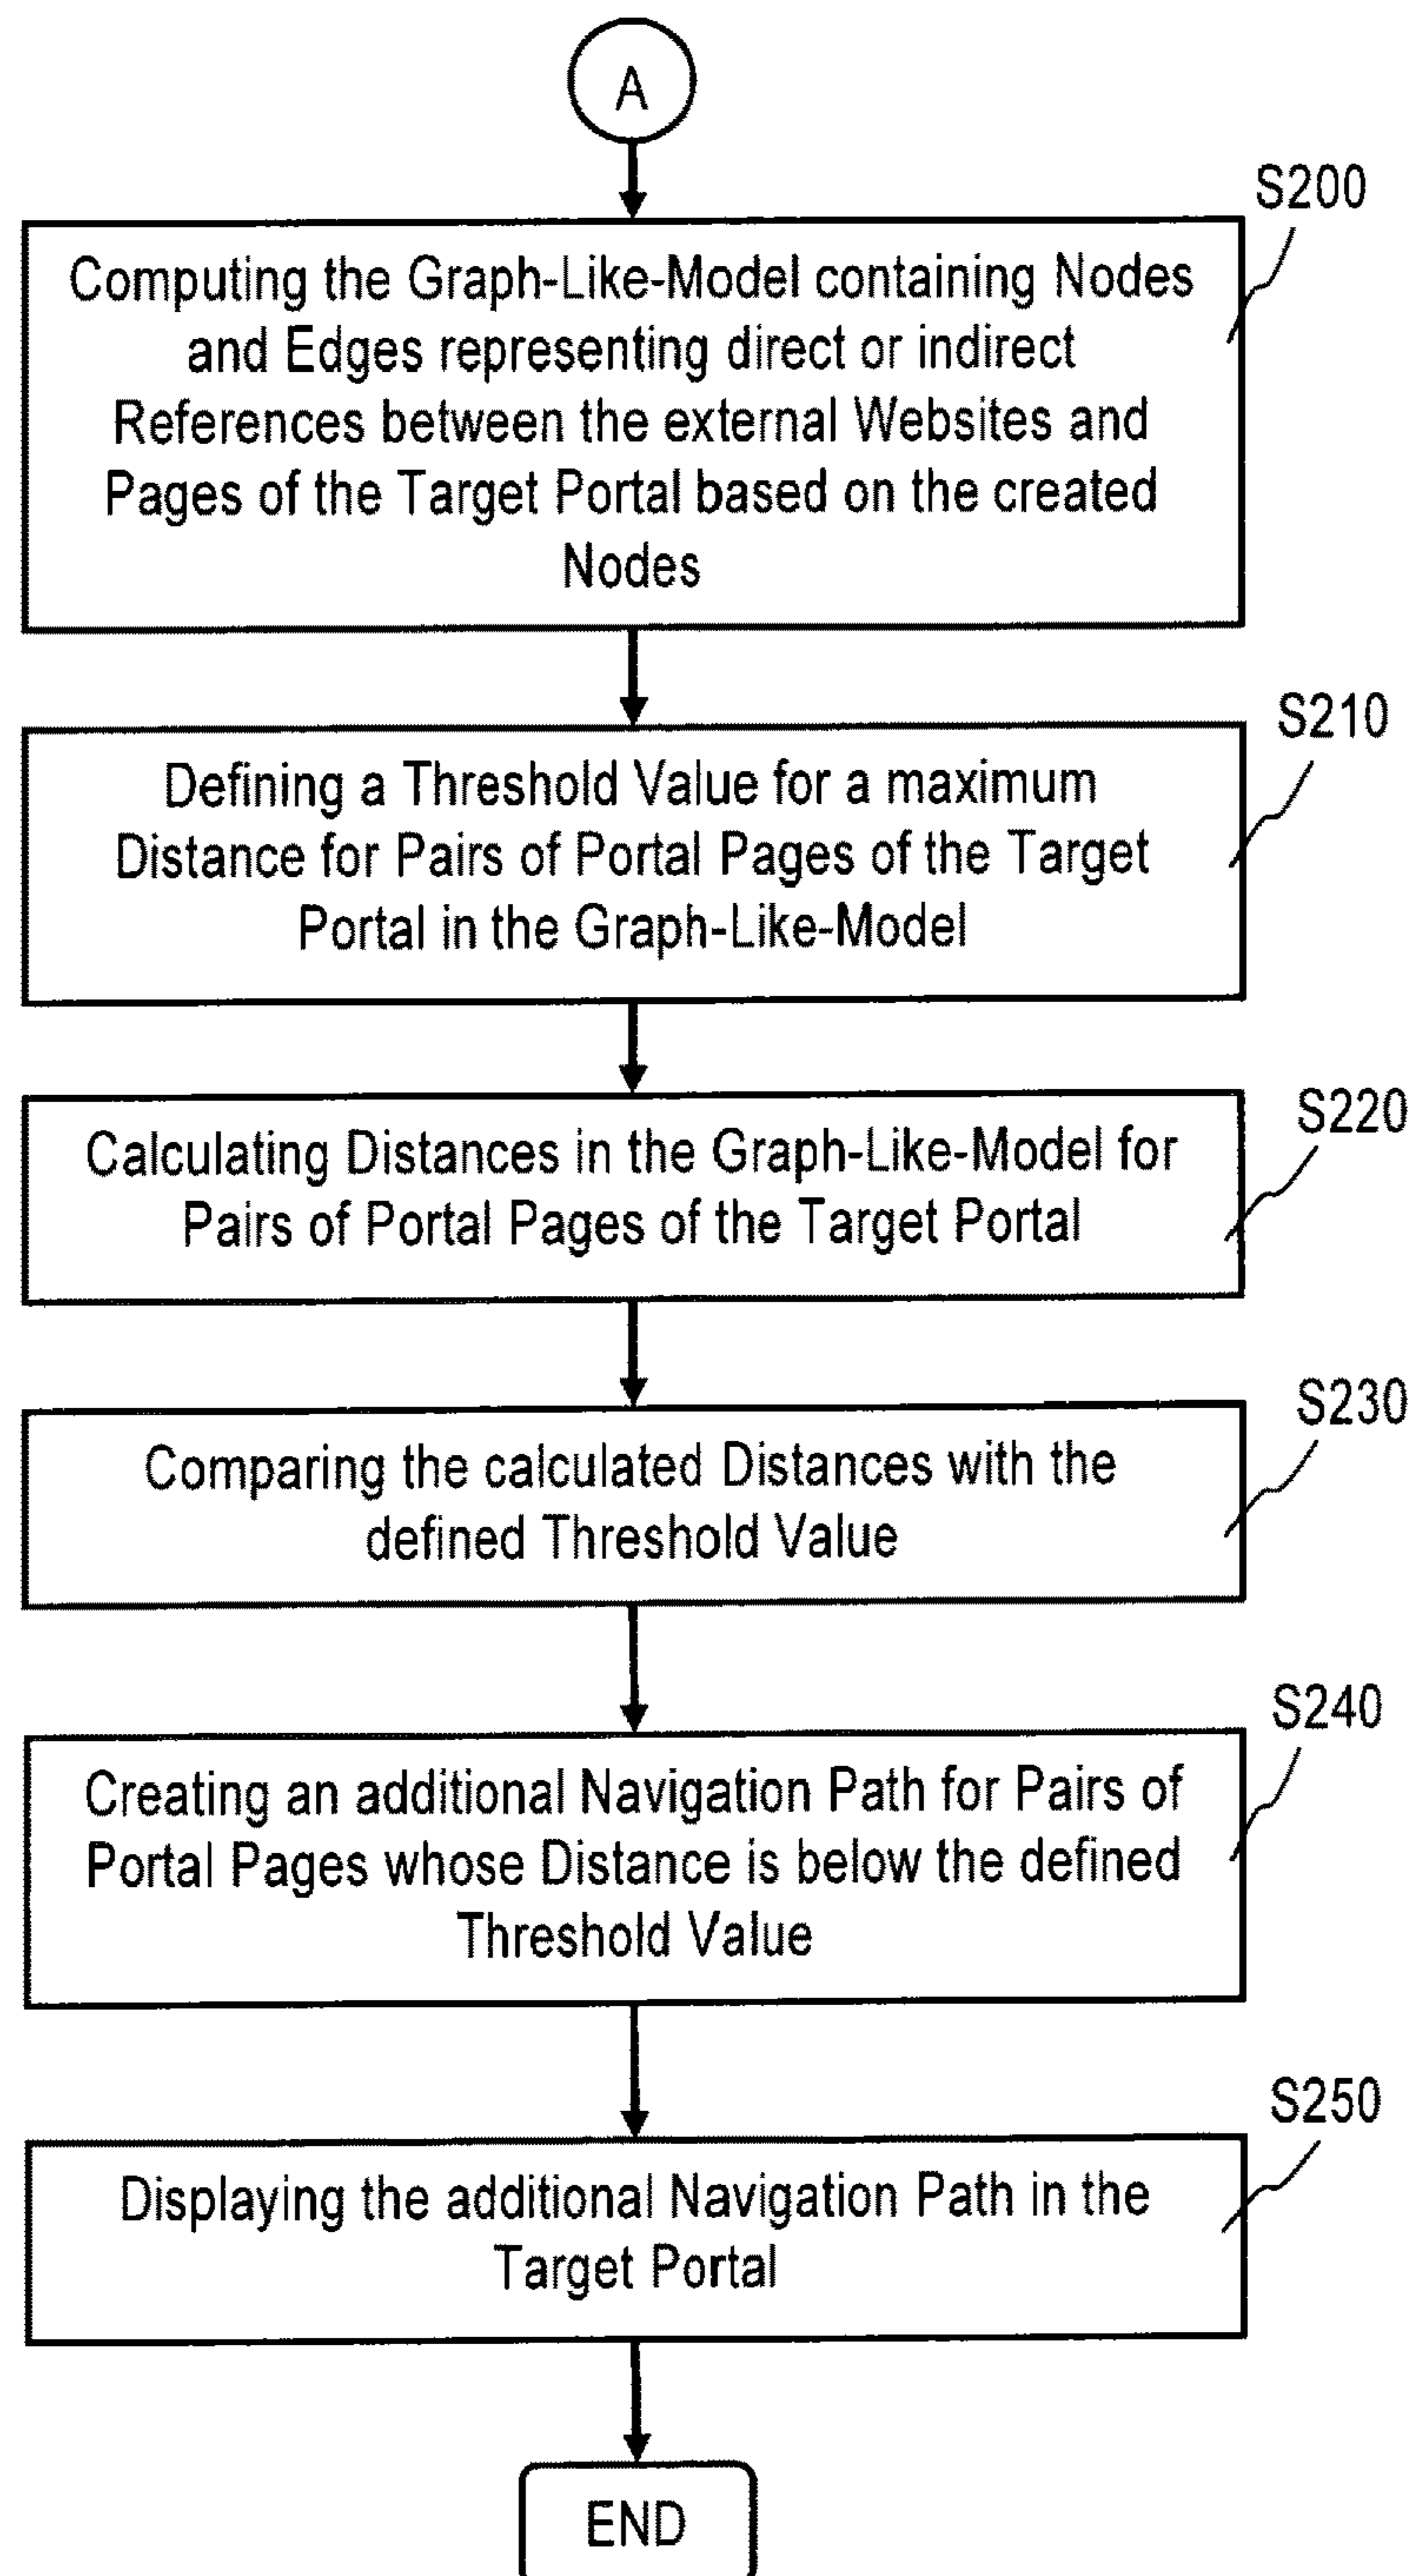 A
S200
Computing the Graph-Like-Model containing Nodes
and Edges representing direct or indirect
References between the external Websites and
Pages of the Target Portal based on the created
Nodes
S210
Defining a Threshold Value for a maximum
Distance for Pairs of Portal Pages of the Target
Portal in the Graph-Like-Model
S220
Calculating Distances in the Graph-Like-Model for
Pairs of Portal Pages of the Target Portal
S230
Comparing the calculated Distances with the
defined Threshold Value
S240
Creating an additional Navigation Path for Pairs of
Portal Pages whose Distance is below the defined
Threshold Value
S250
Displaying the additional Navigation Path in the
Target Portal
END